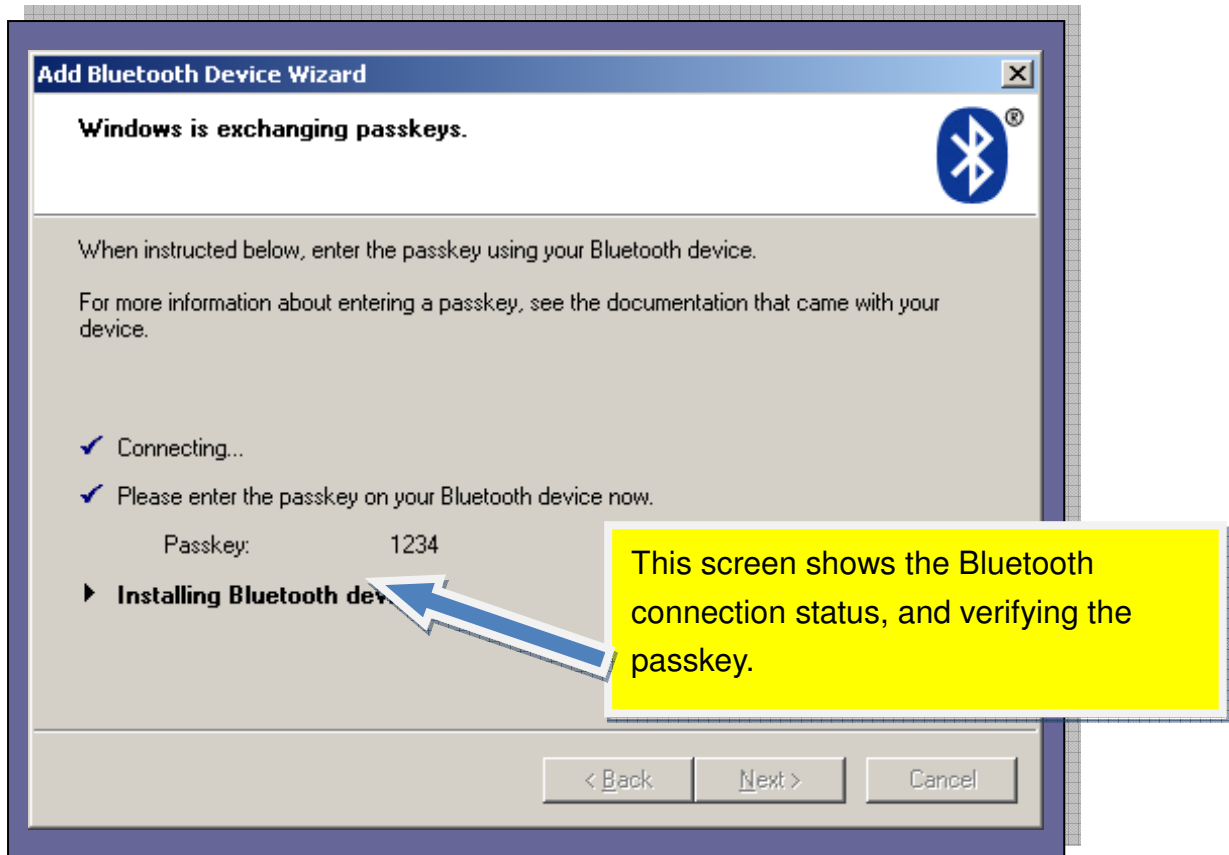 Add Bluetooth Device Wizard
Windows is exchanging passkeys.
®
When instructed below, enter the passkey using your Bluetooth device.
For more information about entering a passkey, see the documentation that came with your
device.
Connecting...
Please enter the passkey on your Bluetooth device now.
Passkey: 1234
Installing Bluetooth
This screen shows the Bluetooth
connection status, and verifying the
passkey.
< Back Next > Cancel